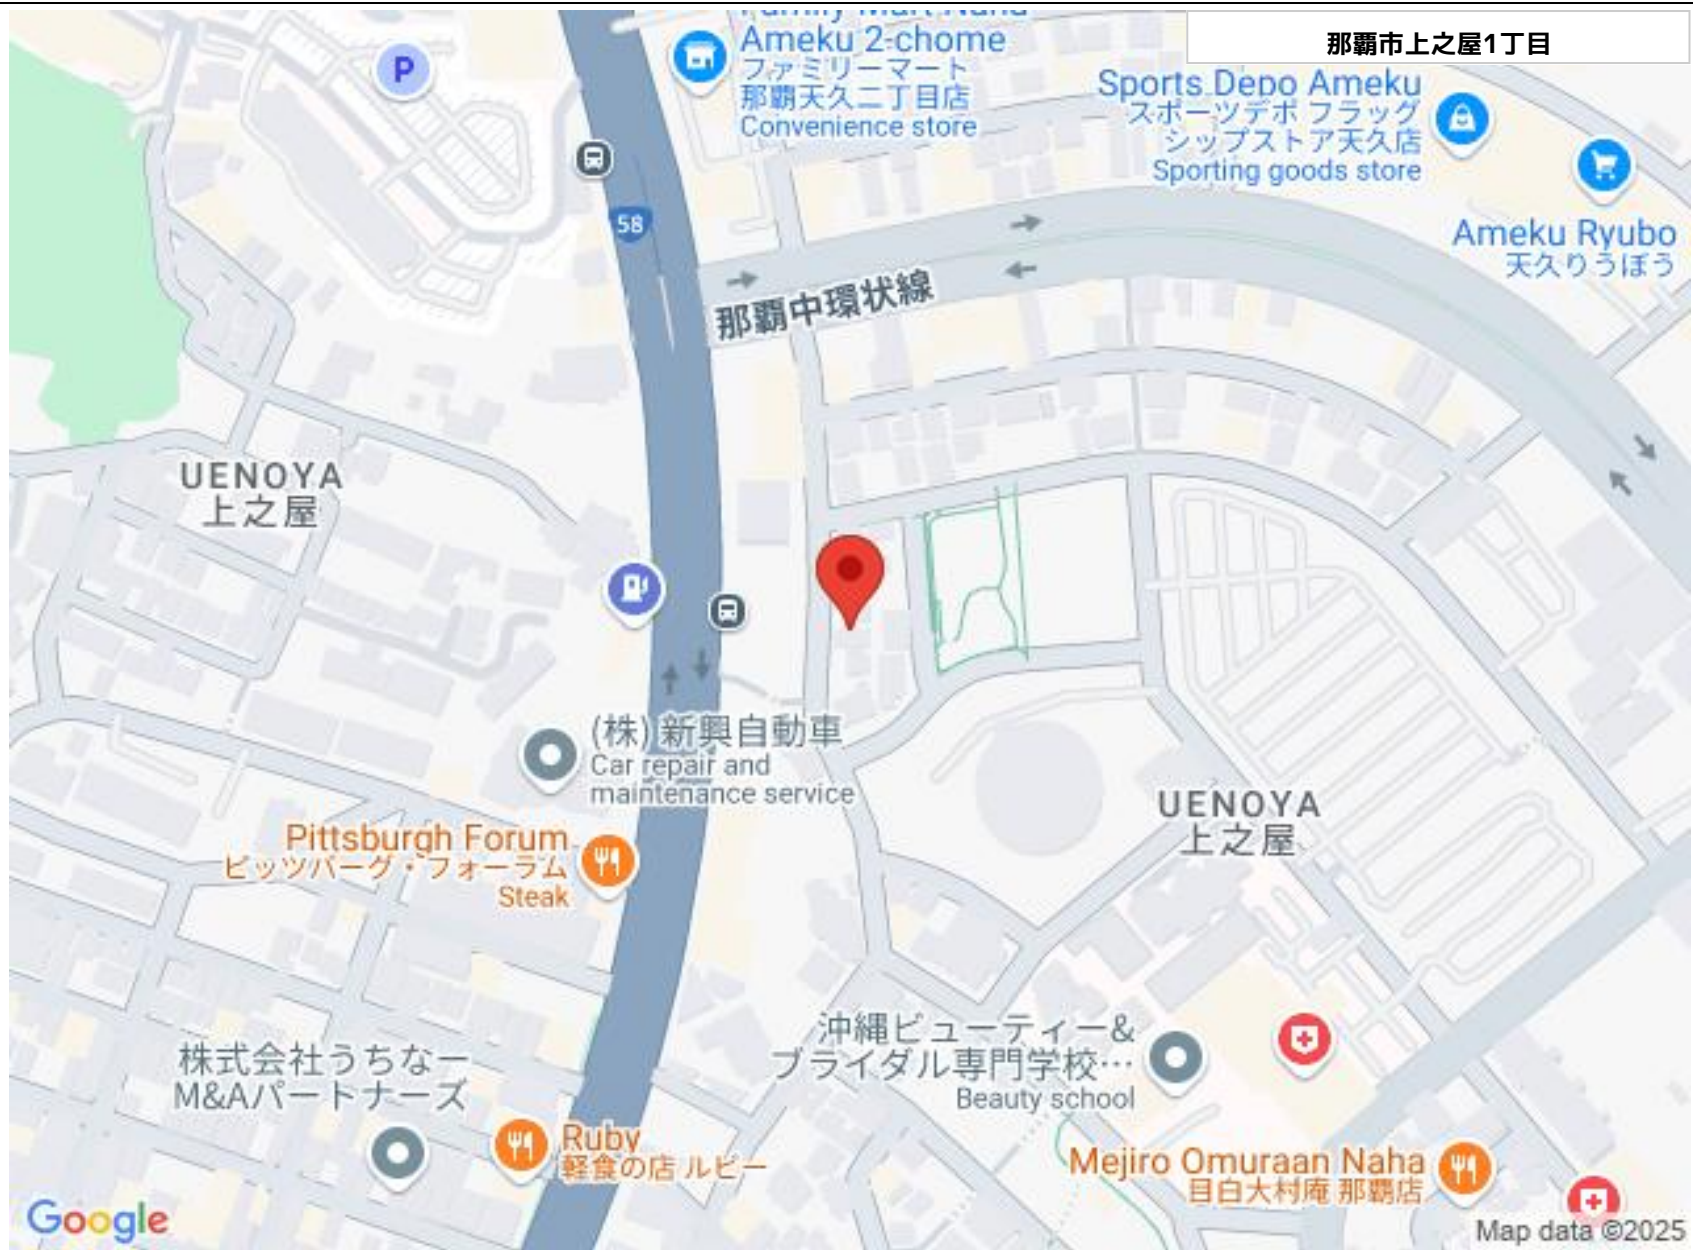 Family Mart Naha
Ameku 2-chome
ファミリーマート
那覇天久二丁目店
Convenience store
那覇市上之屋1丁目
Sports Depo Ameku
スポーツデポ フラッグ
シップストア天久店
Sporting goods store
P
58
Ameku Ryubo
天久りうぼう
那覇中環状線
UENOYA
上之屋
(株) 新興自動車
Car repair and
maintenance service
UENOYA
上之屋
Pittsburgh Forum
ピッツバーグ・フォーラム
Steak
沖縄ビューティー&
ブライダル専門学校…
Beauty school
株式会社うちなー
M&Aパートナーズ
Ruby
軽食の店 ルビー
Mejiro Omuraan Naha
目白大村庵 那覇店
Google
Map data ©2025